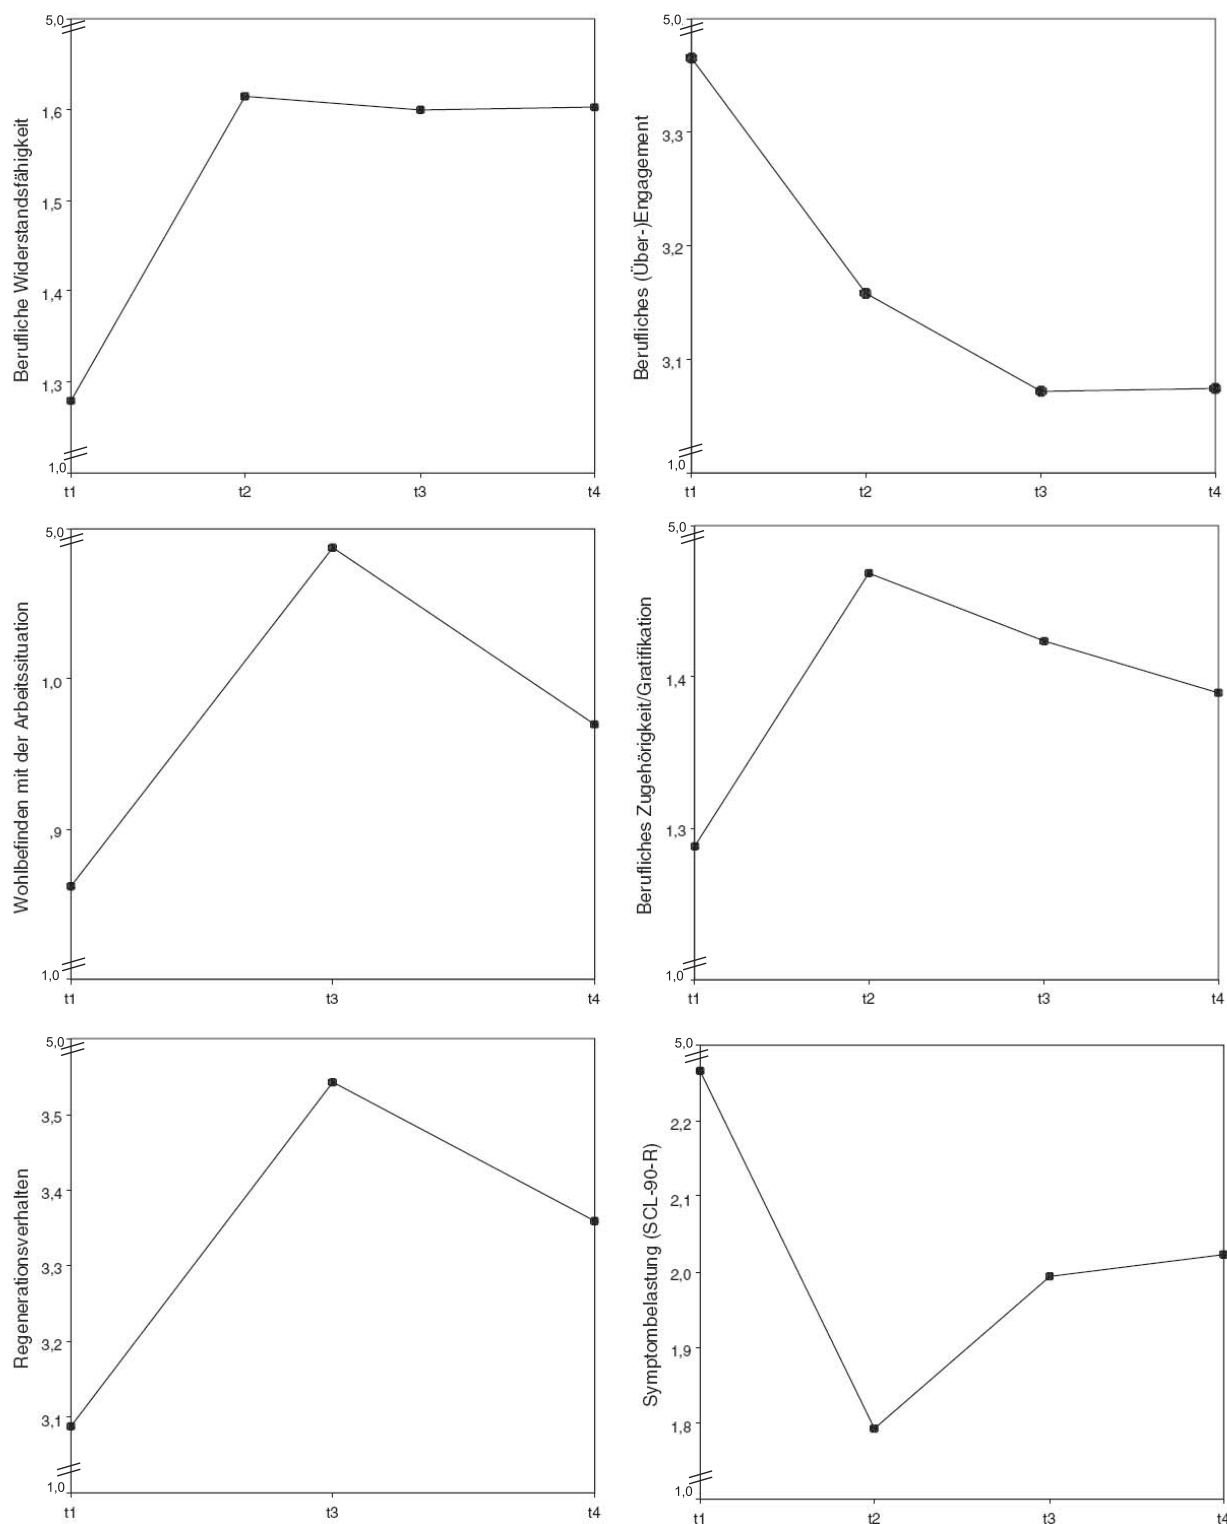 Berufliche Widerstandsfähigkeit
5,0
1,6
1,5
1,4
1,3
1,0
t1 t2 t3 t4
Berufliches (Über-)Engagement
5,0
3,3
3,2
3,1
1,0
t1 t2 t3 t4
Wohlbefinden mit der Arbeitssituation
5,0
1,0
,9
1,0
t1 t3 t4
Berufliches Zugehörigkeit/Gratifikation
5,0
1,4
1,3
1,0
t1 t2 t3 t4
Regenerationsverhalten
5,0
3,5
3,4
3,3
3,2
3,1
1,0
t1 t3 t4
Symptombelastung (SCL-90-R)
5,0
2,2
2,1
2,0
1,9
1,8
1,0
t1 t2 t3 t4